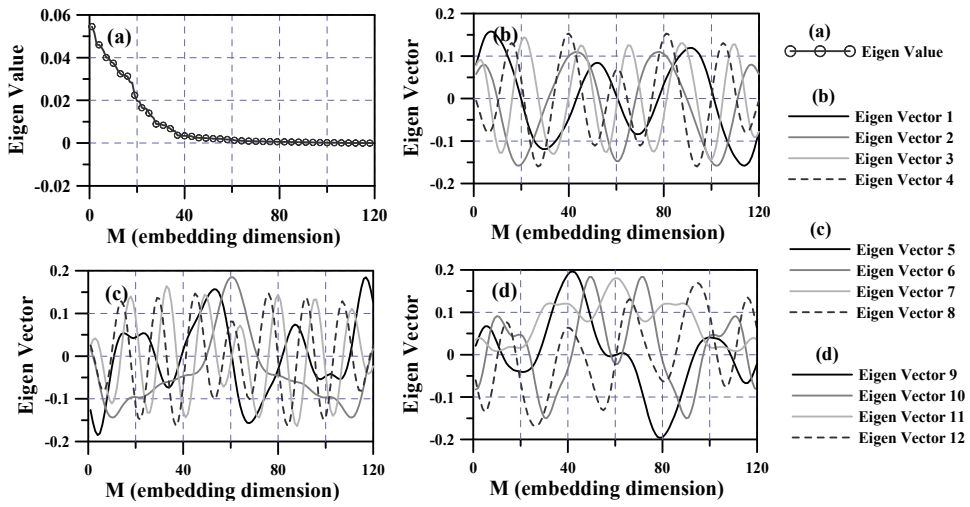 (a)
0.06
0.04
0.02
0
-0.02
Eigen Value
0 40 80 120
M (embedding dimension)
(b)
0.2
0.1
0
-0.1
-0.2
Eigen Vector
0 40 80 120
M (embedding dimension)
(a)
Eigen Value
(b)
Eigen Vector 1
Eigen Vector 2
Eigen Vector 3
Eigen Vector 4
(c)
0.2
0.1
0
-0.1
-0.2
Eigen Vector
0 40 80 120
M (embedding dimension)
(d)
0.2
0.1
0
-0.1
-0.2
Eigen Vector
0 40 80 120
M (embedding dimension)
(c)
Eigen Vector 5
Eigen Vector 6
Eigen Vector 7
Eigen Vector 8
(d)
Eigen Vector 9
Eigen Vector 10
Eigen Vector 11
Eigen Vector 12